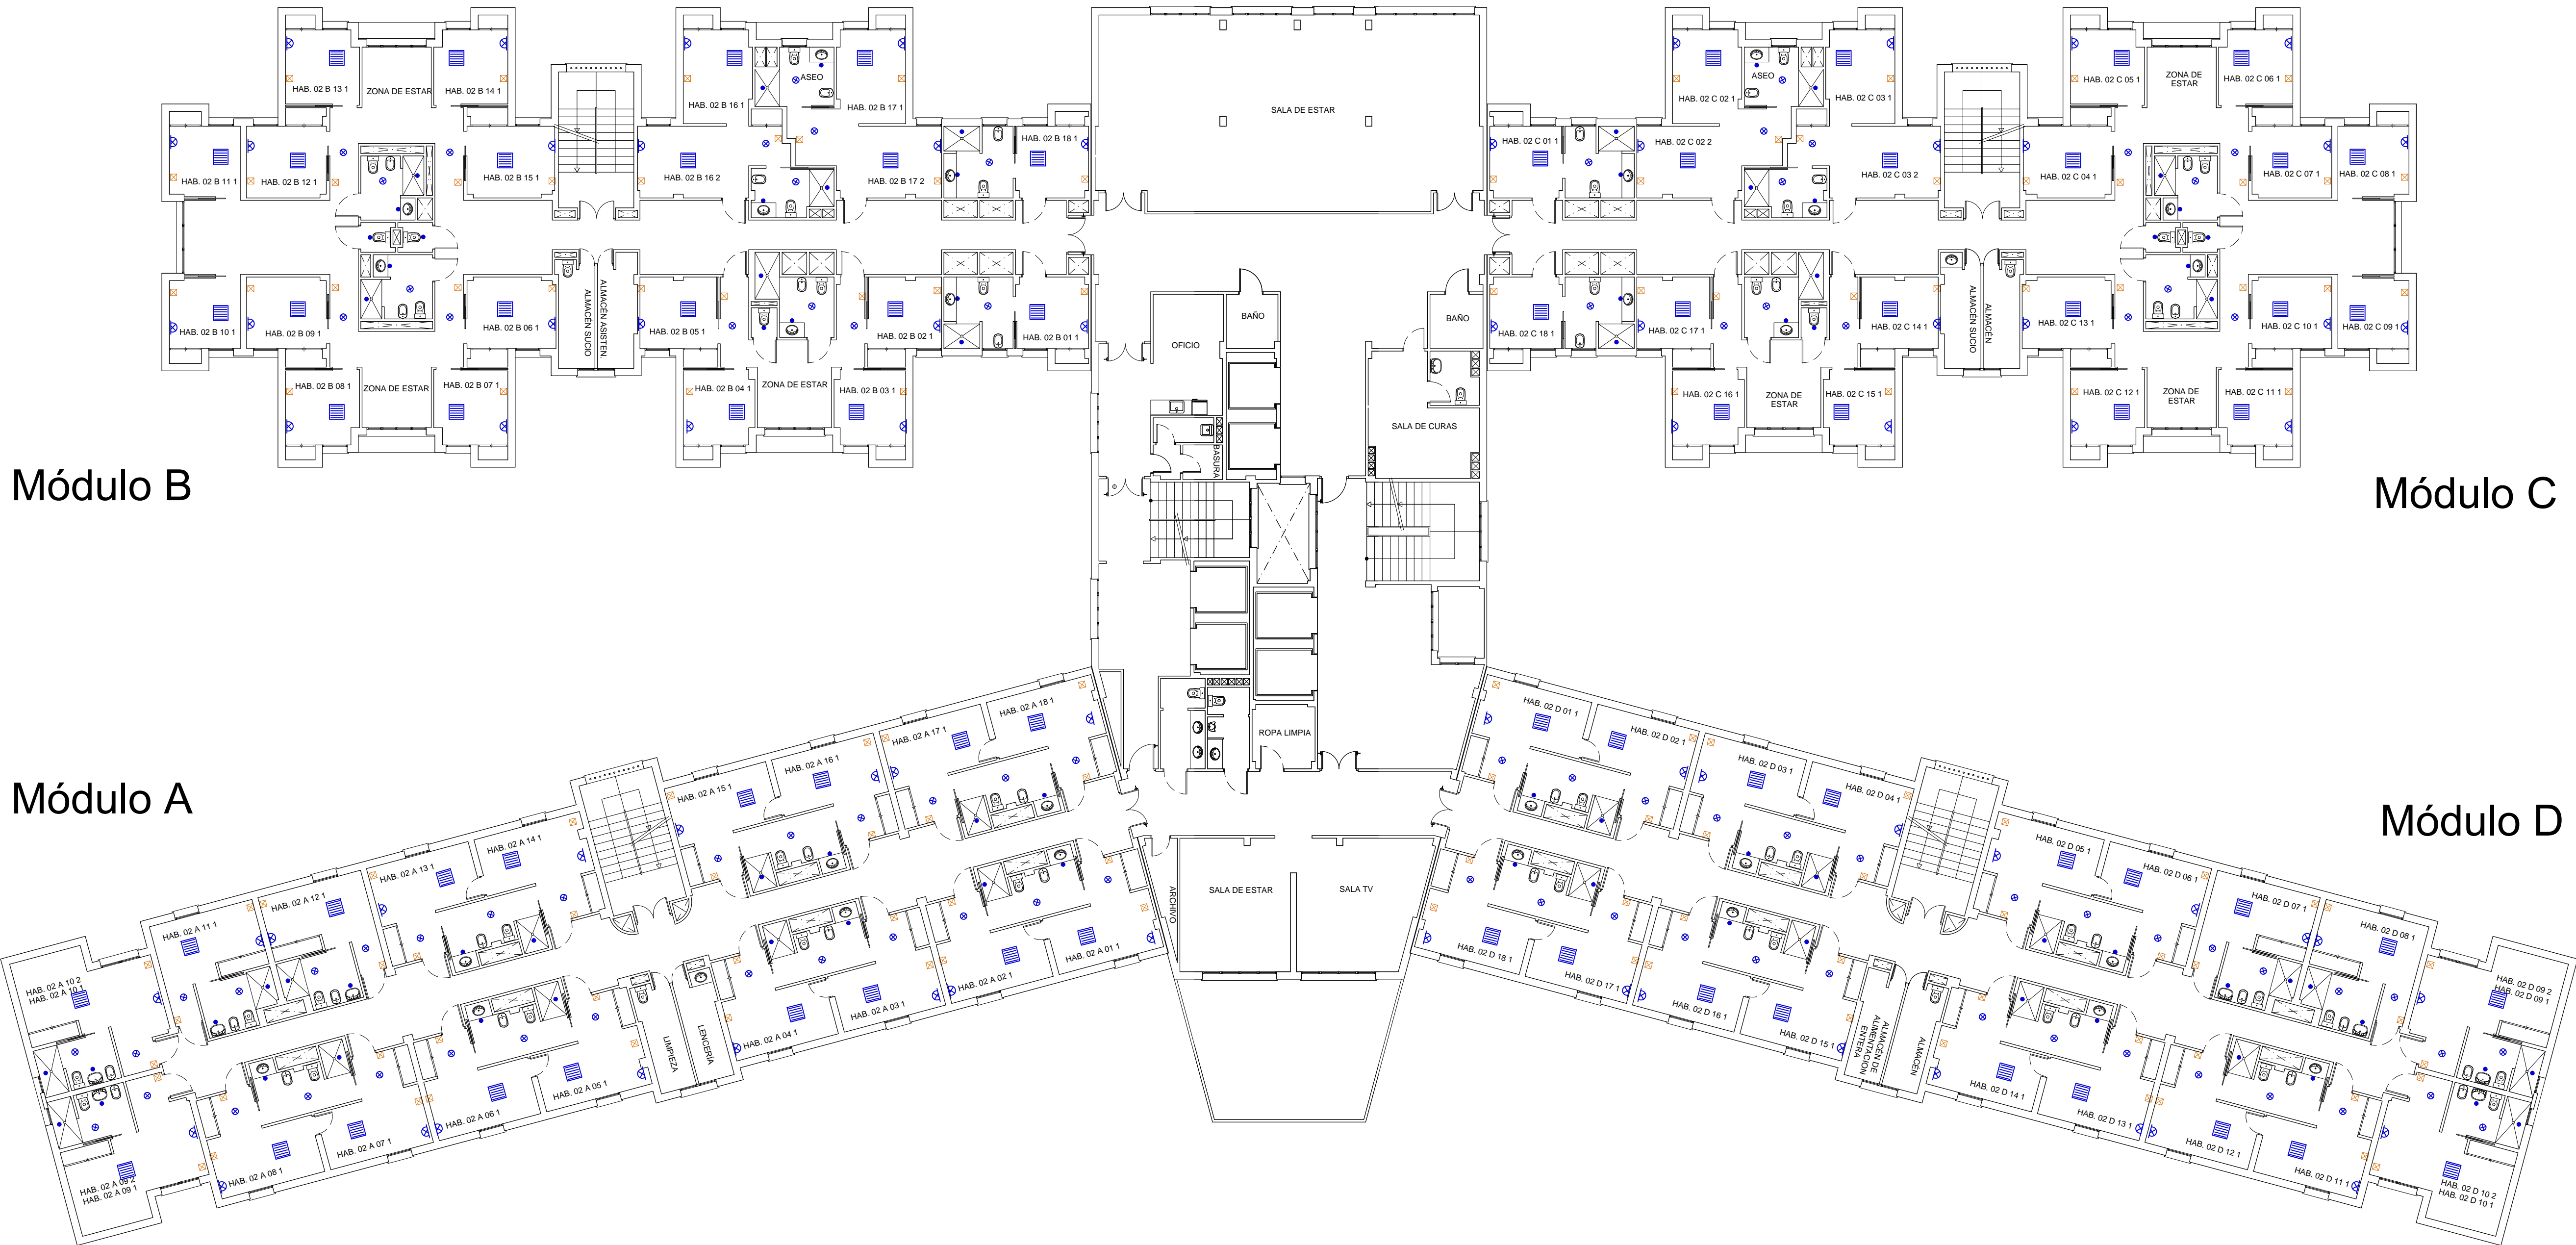 HAB. 02 B 13 1
ZONA DE ESTAR
HAB. 02 B 14 1
HAB. 02 B 16 1
ASEO
HAB. 02 B 17 1
SALA DE ESTAR
HAB. 02 C 02 1
ASEO
HAB. 02 C 03 1
HAB. 02 C 05 1
ZONA DE
ESTAR
HAB. 02 C 06 1
HAB. 02 B 11 1
HAB. 02 B 12 1
HAB. 02 B 15 1
HAB. 02 B 16 2
HAB. 02 B 17 2
HAB. 02 B 18 1
HAB. 02 C 01 1
HAB. 02 C 02 2
HAB. 02 C 03 2
HAB. 02 C 04 1
HAB. 02 C 07 1
HAB. 02 C 08 1
HAB. 02 B 10 1
HAB. 02 B 09 1
HAB. 02 B 06 1
ALMACÉN SUCIO
ALMACÉN ASISTEN.
HAB. 02 B 05 1
HAB. 02 B 02 1
HAB. 02 B 01 1
OFICIO
BAÑO
BAÑO
HAB. 02 C 18 1
HAB. 02 C 17 1
HAB. 02 C 14 1
ALMACÉN SUCIO
ALMACÉN
HAB. 02 C 13 1
HAB. 02 C 10 1
HAB. 02 C 09 1
HAB. 02 B 08 1
ZONA DE ESTAR
HAB. 02 B 07 1
HAB. 02 B 04 1
ZONA DE ESTAR
HAB. 02 B 03 1
BASURA
SALA DE CURAS
HAB. 02 C 16 1
ZONA DE
ESTAR
HAB. 02 C 15 1
HAB. 02 C 12 1
ZONA DE
ESTAR
HAB. 02 C 11 1
Módulo B
Módulo C
HAB. 02 A 18 1
HAB. 02 A 17 1
HAB. 02 A 16 1
HAB. 02 A 15 1
ROPA LIMPIA
HAB. 02 D 01 1
HAB. 02 D 02 1
HAB. 02 D 03 1
HAB. 02 D 04 1
Módulo A
Módulo D
HAB. 02 A 14 1
HAB. 02 A 13 1
HAB. 02 A 12 1
HAB. 02 A 11 1
HAB. 02 A 10 2
HAB. 02 A 10 1
ARCHIVO
SALA DE ESTAR
SALA TV
HAB. 02 D 05 1
HAB. 02 D 06 1
HAB. 02 D 07 1
HAB. 02 D 08 1
HAB. 02 D 09 2
HAB. 02 D 09 1
HAB. 02 A 01 1
HAB. 02 A 02 1
HAB. 02 A 03 1
HAB. 02 A 04 1
LENCERÍA
LIMPIEZA
HAB. 02 A 05 1
HAB. 02 A 06 1
HAB. 02 A 07 1
HAB. 02 A 08 1
HAB. 02 A 09 2
HAB. 02 A 09 1
HAB. 02 D 18 1
HAB. 02 D 17 1
HAB. 02 D 16 1
HAB. 02 D 15 1
ALMACÉN DE
ALIMENTACION
ENTERA
ALMACÉN
HAB. 02 D 14 1
HAB. 02 D 13 1
HAB. 02 D 12 1
HAB. 02 D 11 1
HAB. 02 D 10 2
HAB. 02 D 10 1